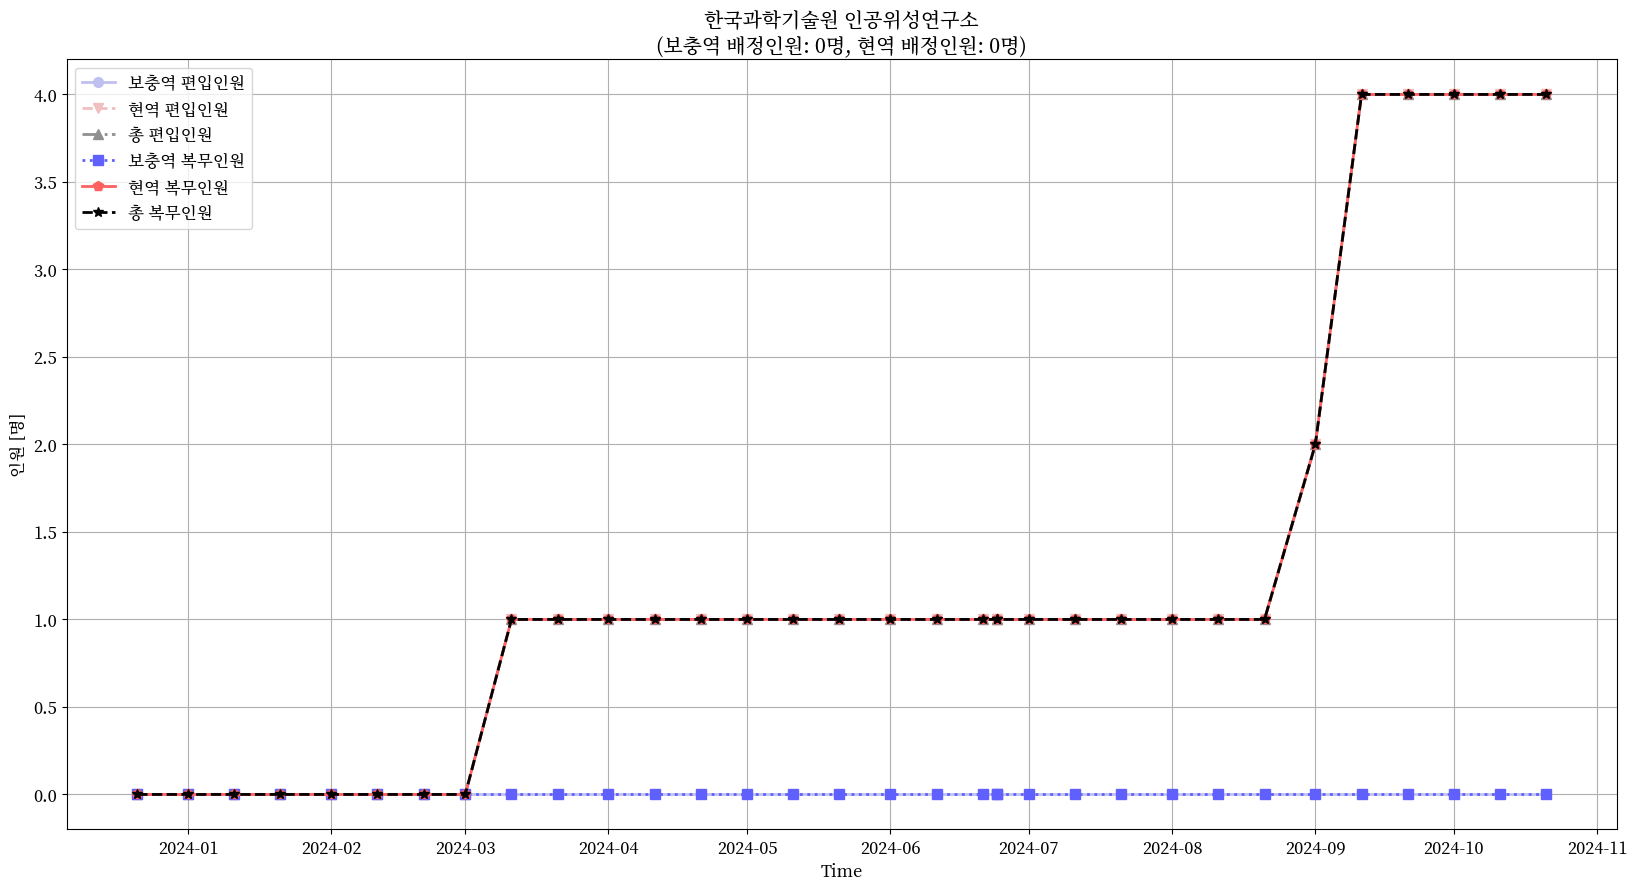 한국과학기술원 인공위성연구소
(보충역 배정인원: 0명, 현역 배정인원: 0명)
보충역 편입인원
현역 편입인원
총 편입인원
보충역 복무인원
현역 복무인원
총 복무인원
4.0
3.5
3.0
2.5
2.0
1.5
1.0
0.5
0.0
인원 [명]
2024-01 2024-02 2024-03 2024-04 2024-05 2024-06 2024-07 2024-08 2024-09 2024-10 2024-11
Time